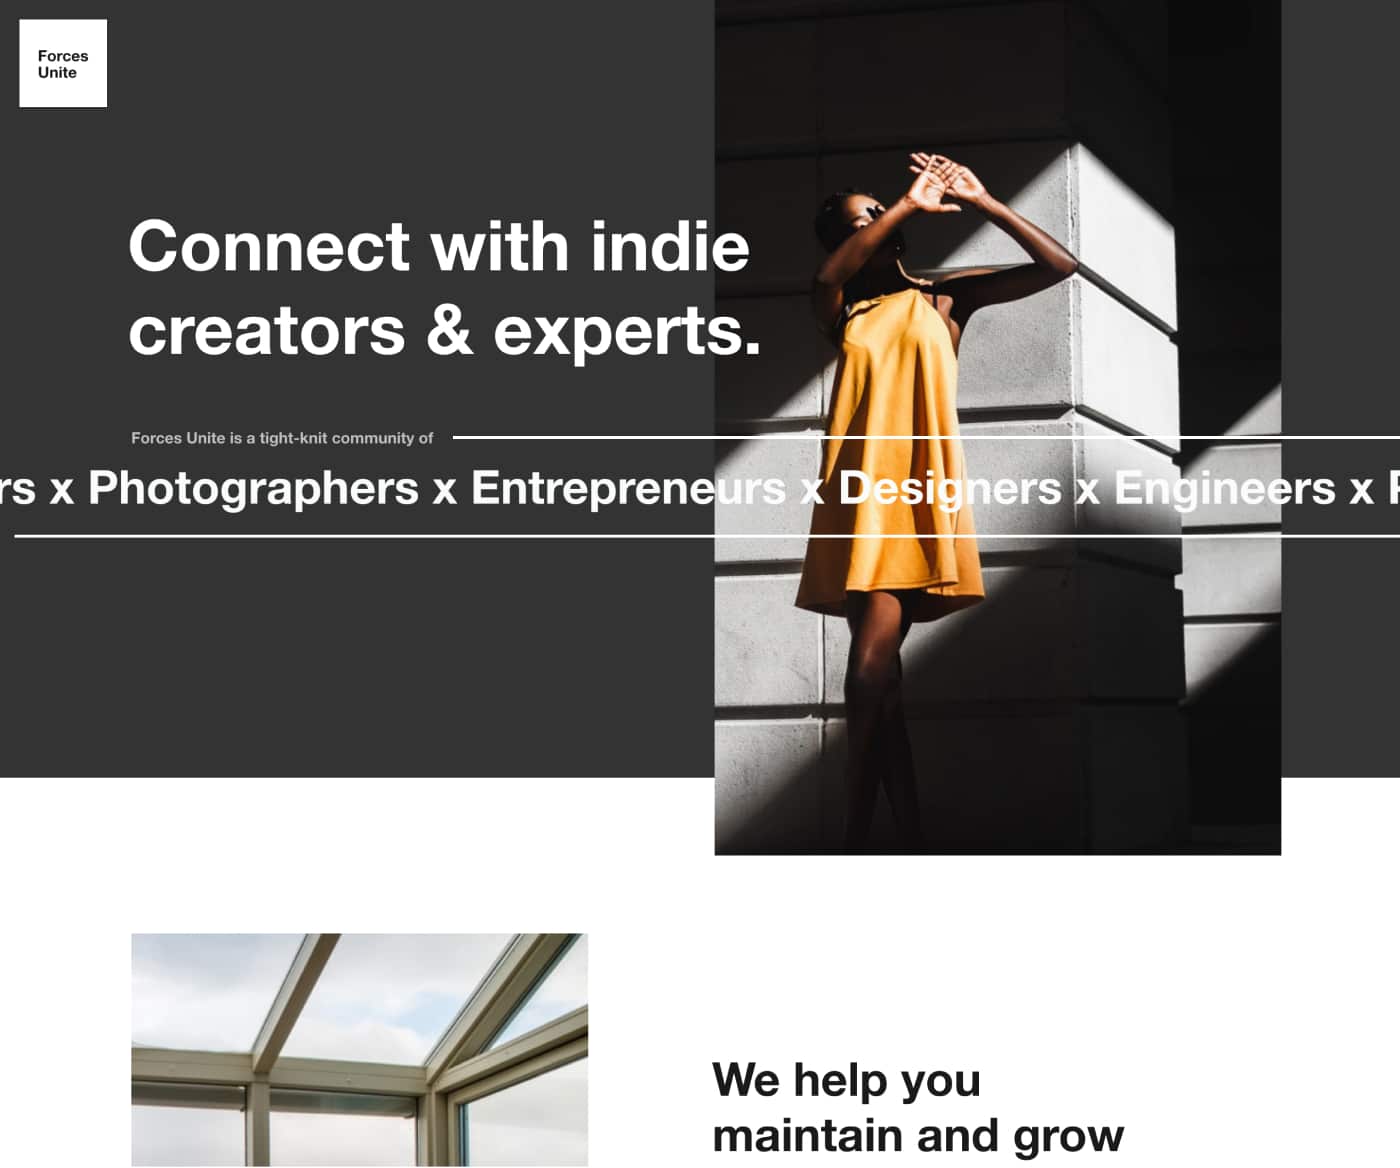 Forces
Unite
Connect with indie
creators & experts.
Forces Unite is a tight-knit community of
rs x Photographers x Entrepreneurs x Designers x Engineers x
We help you
maintain and grow